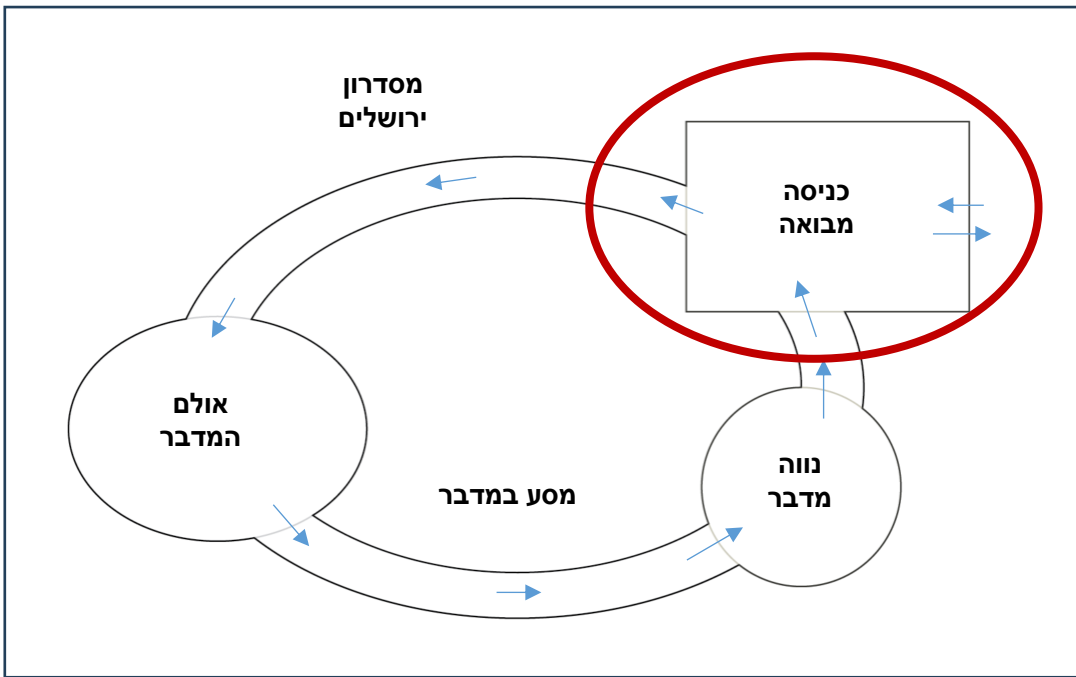 מסדרון
ירושלים
כניסה
מבואה
אולם
המדבר
מסע במדבר
נווה
מדבר